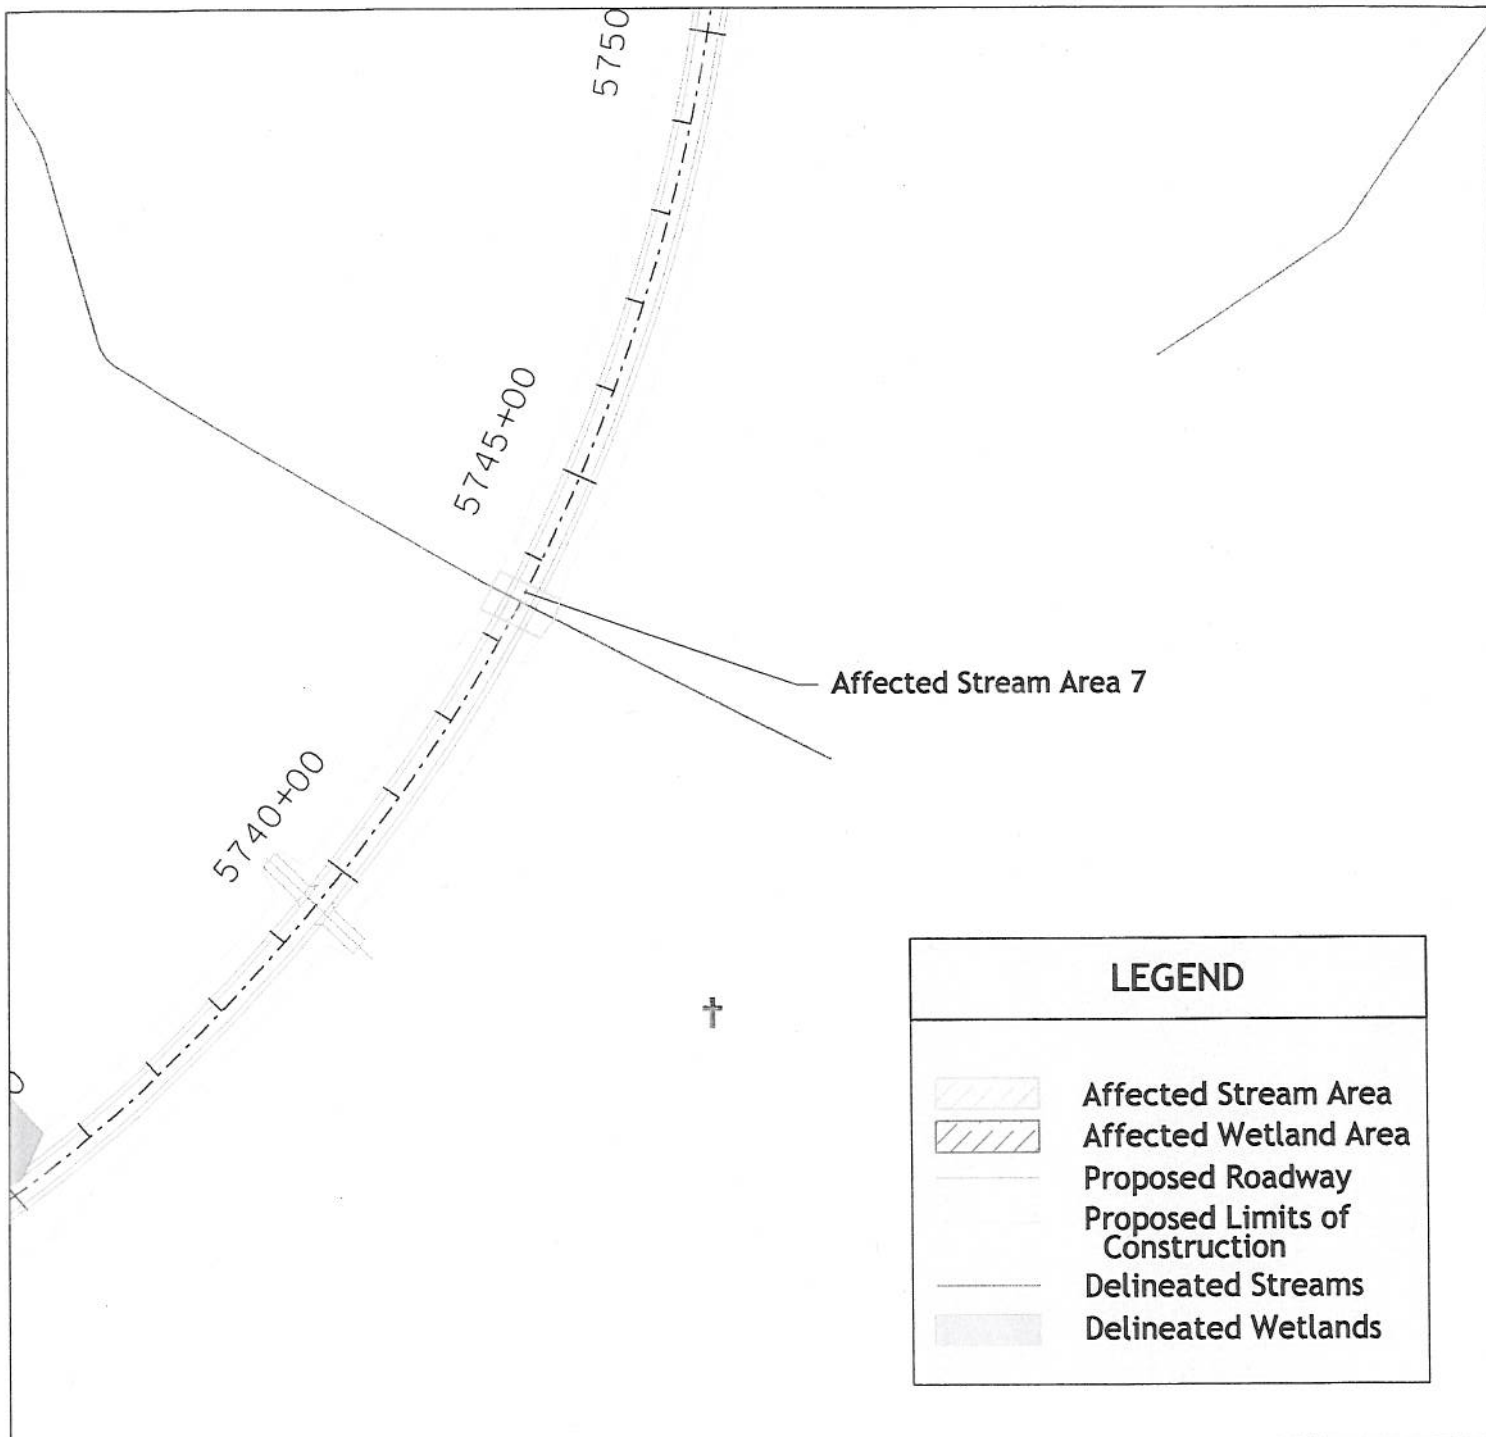 5750
5745+00
Affected Stream Area 7
5740+00
LEGEND
Affected Stream Area
Affected Wetland Area
Proposed Roadway
Proposed Limits of
Construction
Delineated Streams
Delineated Wetlands